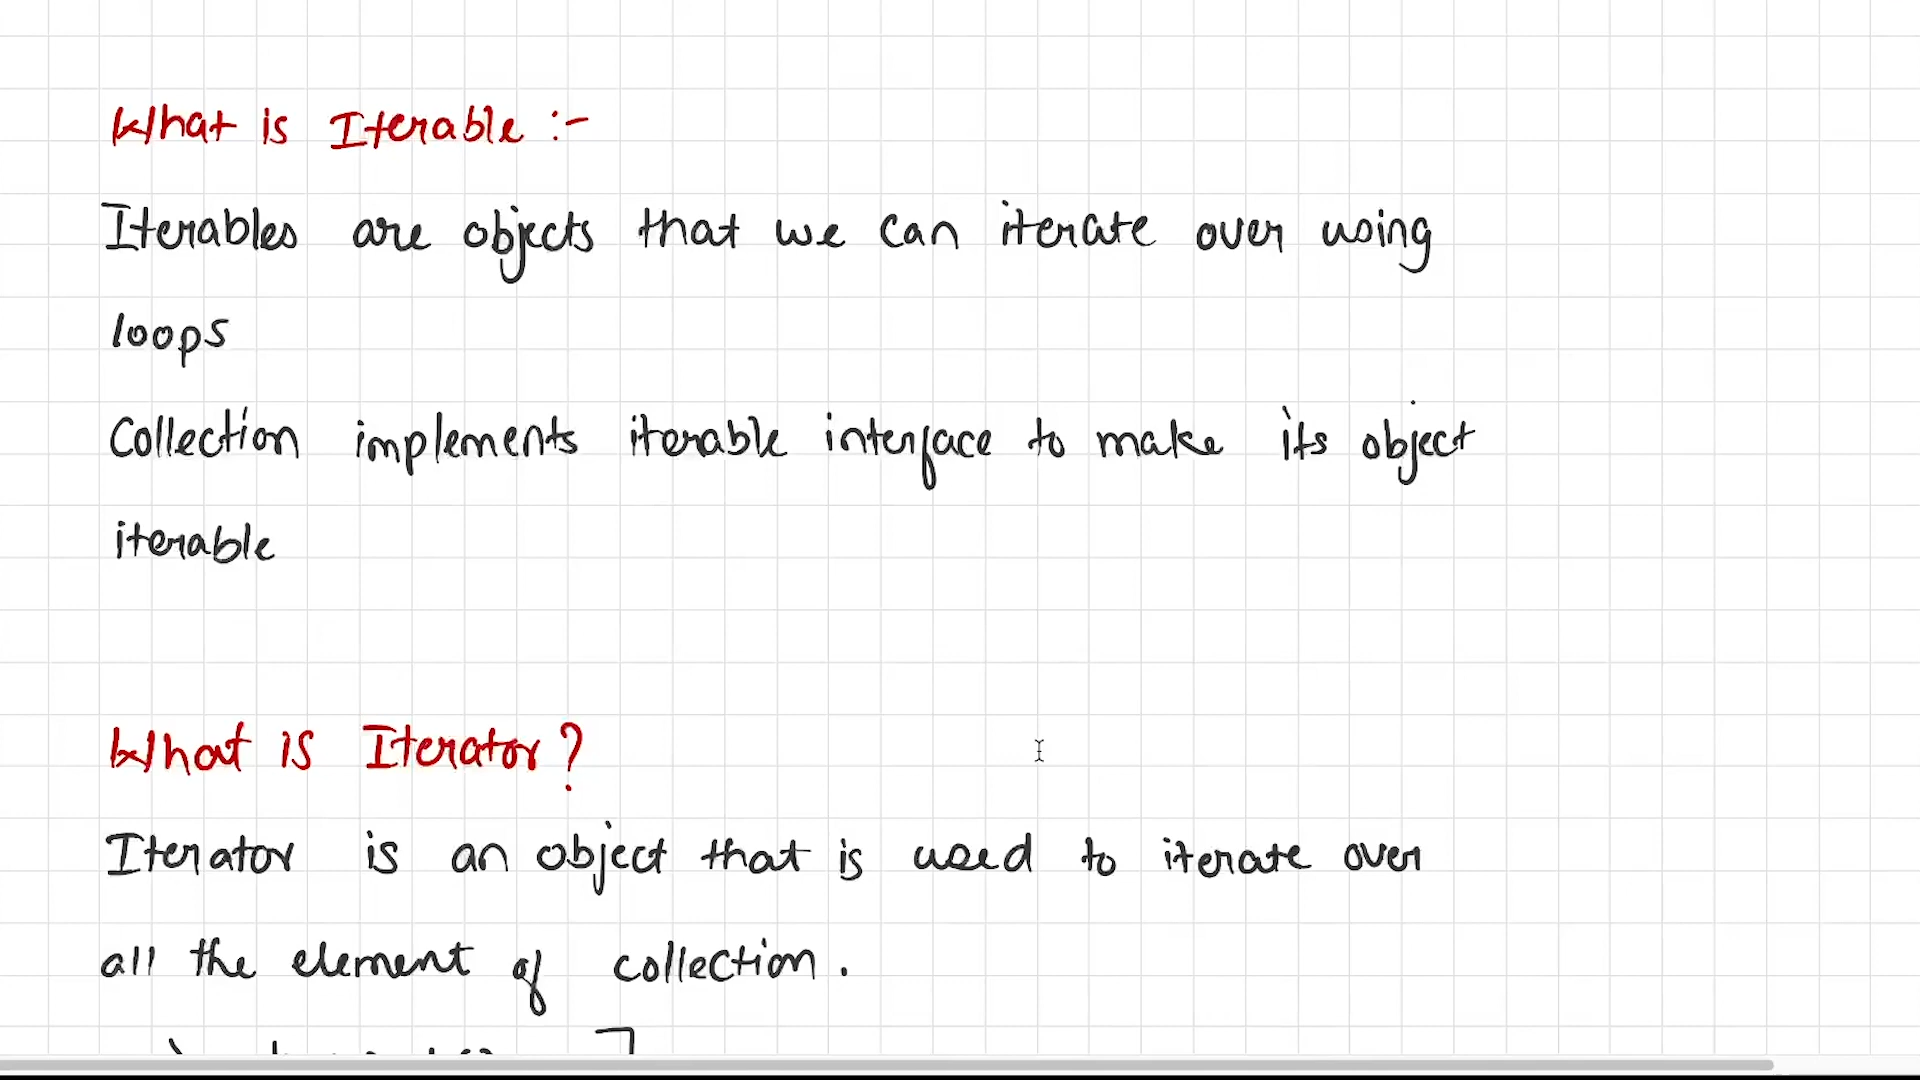 What is Iterable :-
Iterables are objects that we can iterate over using
loops
Collection implements iterable interface to make its object
iterable
What is Iterator?
Iterator is an object that is used to iterate over
all the element of collection.